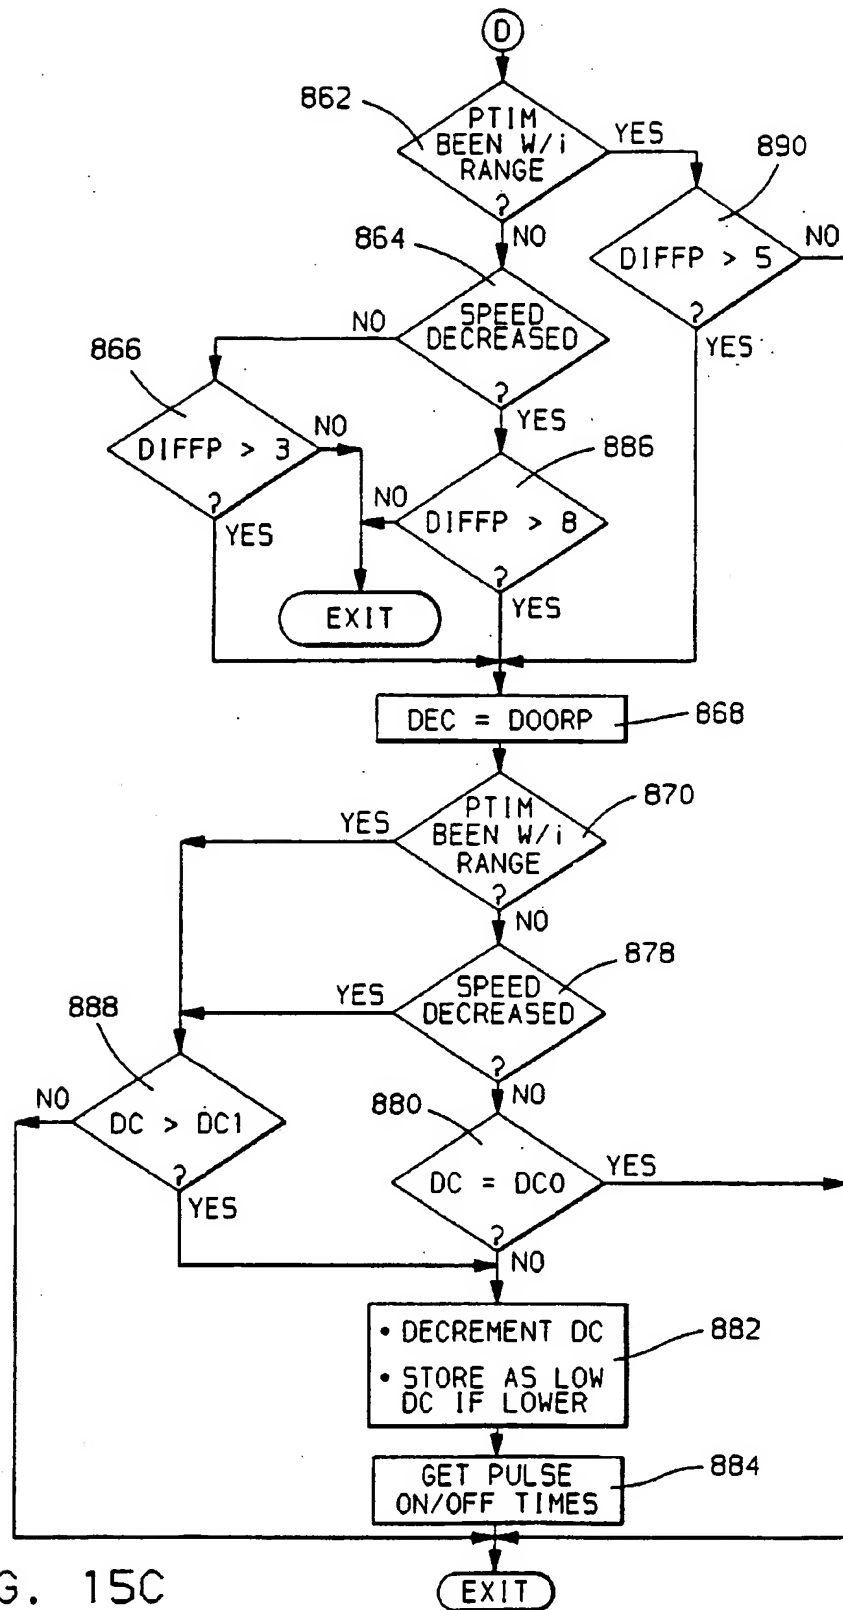 D
862
PTIM
BEEN W/i
RANGE
?
YES
NO
890
DIFFP > 5
?
NO
YES
864
SPEED
DECREASED
?
NO
YES
866
DIFFP > 3
?
NO
YES
886
DIFFP > 8
?
NO
YES
EXIT
DEC = DOORP
868
PTIM
BEEN W/i
RANGE
?
870
YES
NO
SPEED
DECREASED
?
878
YES
NO
888
DC > DC1
?
NO
YES
880
DC = DC0
?
YES
NO
• DECREMENT DC
• STORE AS LOW
DC IF LOWER
882
GET PULSE
ON/OFF TIMES
884
EXIT
G. 15C